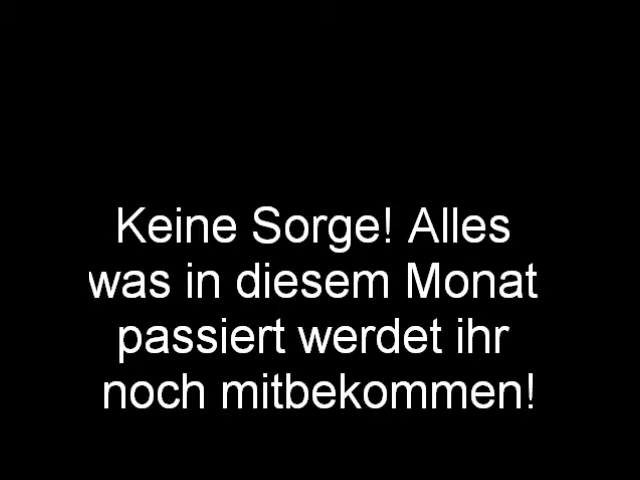 Keine Sorge! Alles
was in diesem Monat
passiert werdet ihr
noch mitbekommen!